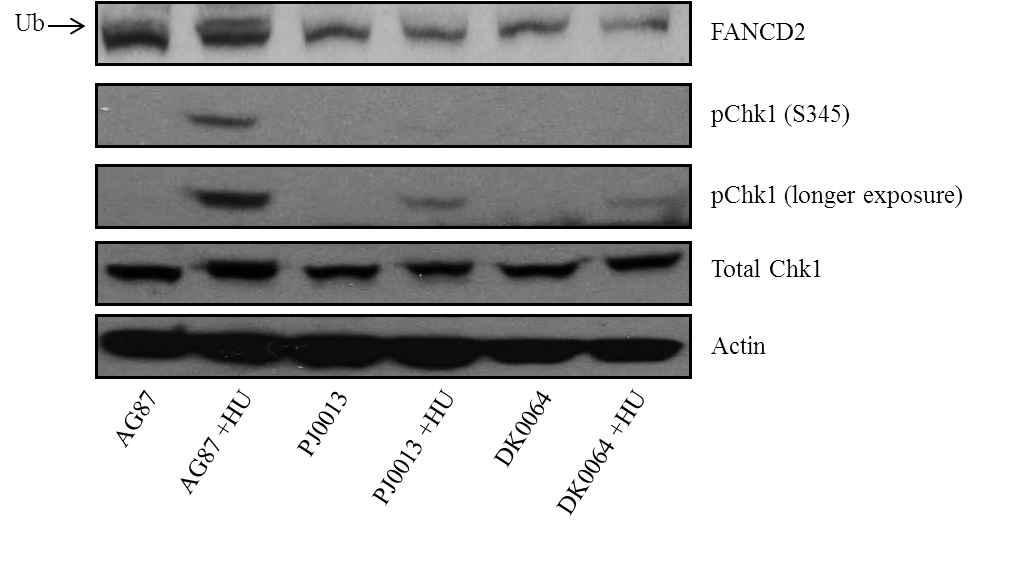 Ub
FANCD2
pChk1 (S345)
pChk1 (longer exposure)
Total Chk1
Actin
AG87
AG87 +HU
PJ0013
PJ0013 +HU
DK0064
DK0064 +HU